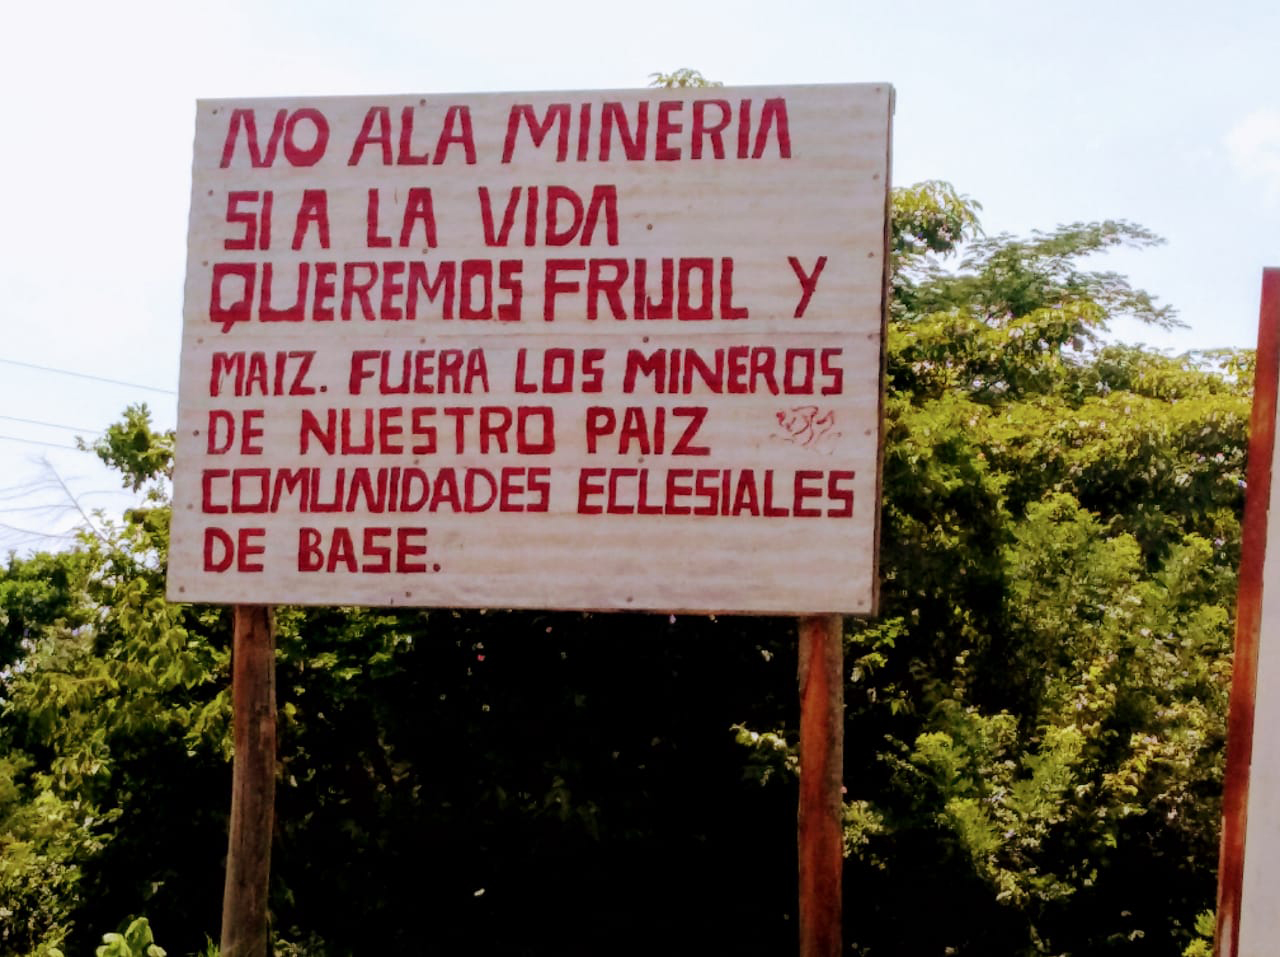 NO ALA MINERIA
SI A LA VIDA
QUEREMOS FRIJOL Y
MAIZ. FUERA LOS MINEROS
DE NUESTRO PAIZ
COMUNIDADES ECLESIALES
DE BASE.